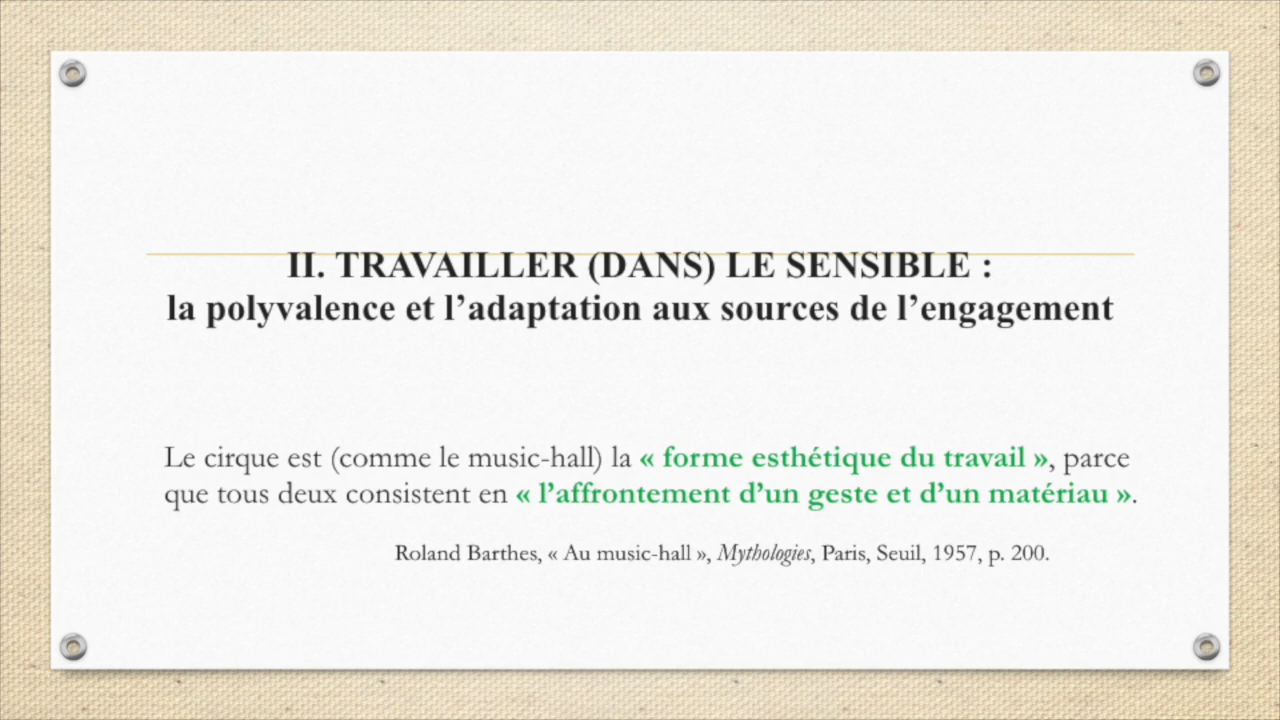 II. TRAVAILLER (DANS) LE SENSIBLE :
la polyvalence et l’adaptation aux sources de l’engagement
Le cirque est (comme le music-hall) la « forme esthétique du travail », parce
que tous deux consistent en « l’affrontement d’un geste et d’un matériau ».
Roland Barthes, « Au music-hall », Mythologies, Paris, Seuil, 1957, p. 200.